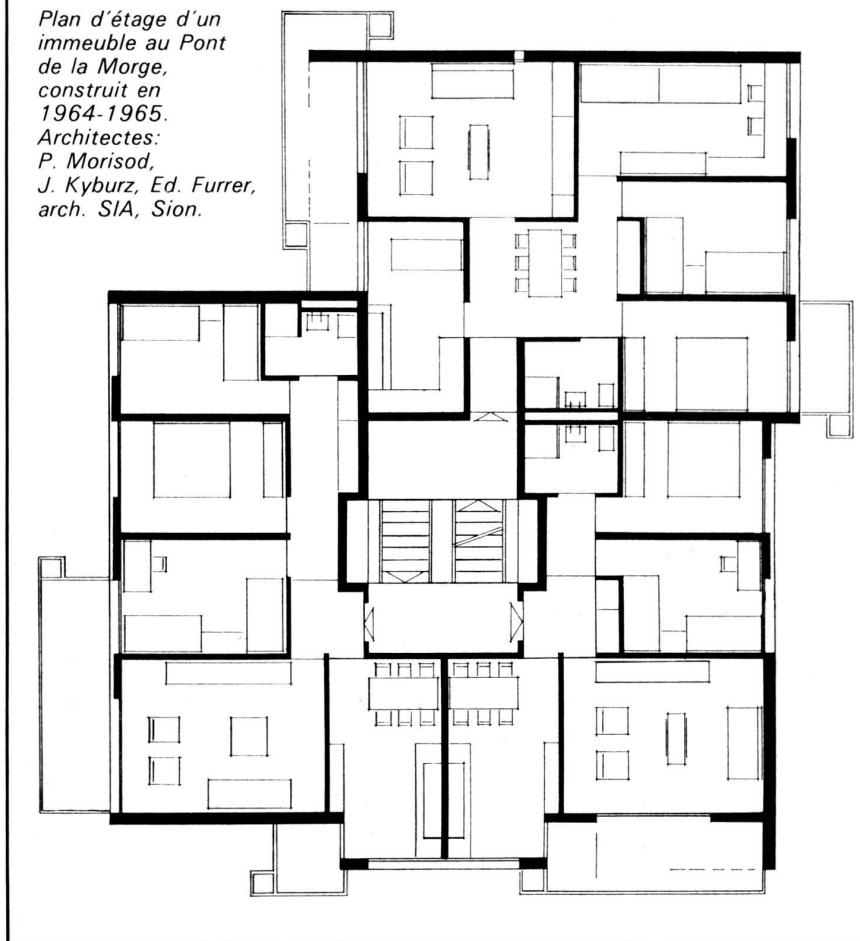 Plan d'étage d'un
immeuble au Pont
de la Morge,
construit en
1964-1965.
Architectes:
P. Morisod,
J. Kyburz, Ed. Furrer,
arch. SIA, Sion.